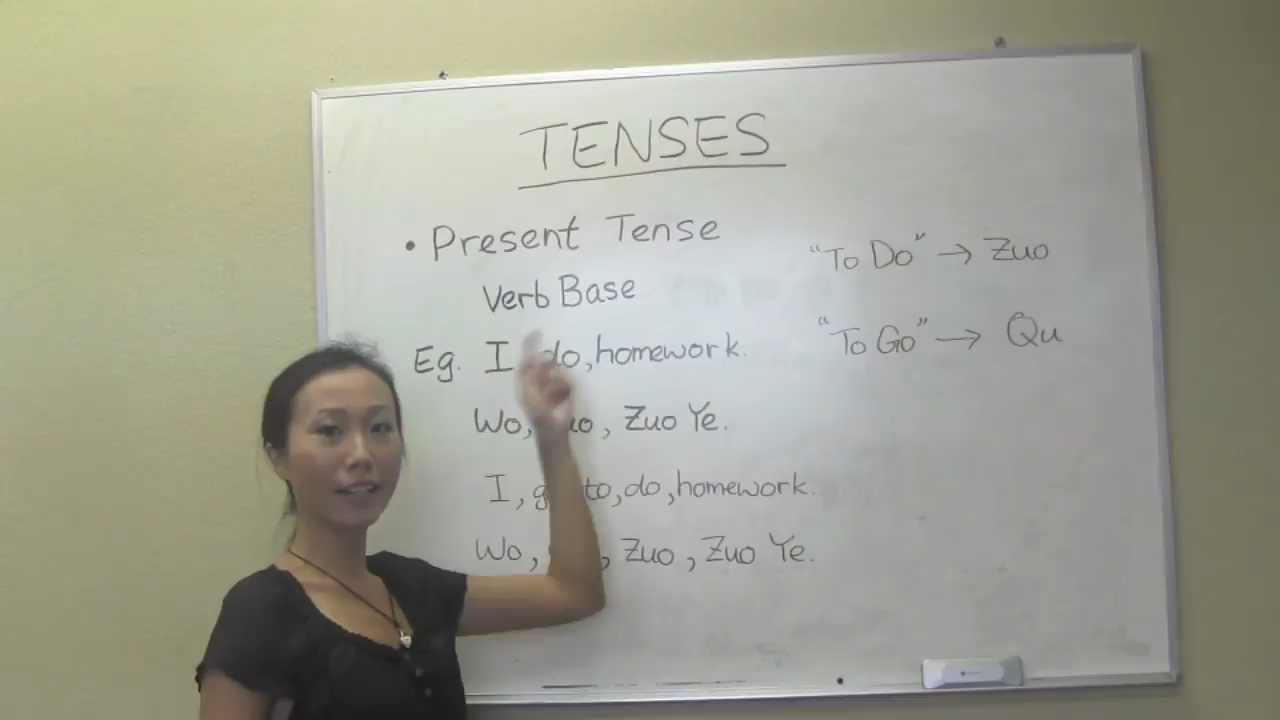 TENSES
• Present Tense
Verb Base
Eg. I, do, homework.
Wo, , Zuo Ye.
I, to, do, homework.
Wo, , Zuo, Zuo Ye.
"To Do" → Zuo
"To Go" → Qu